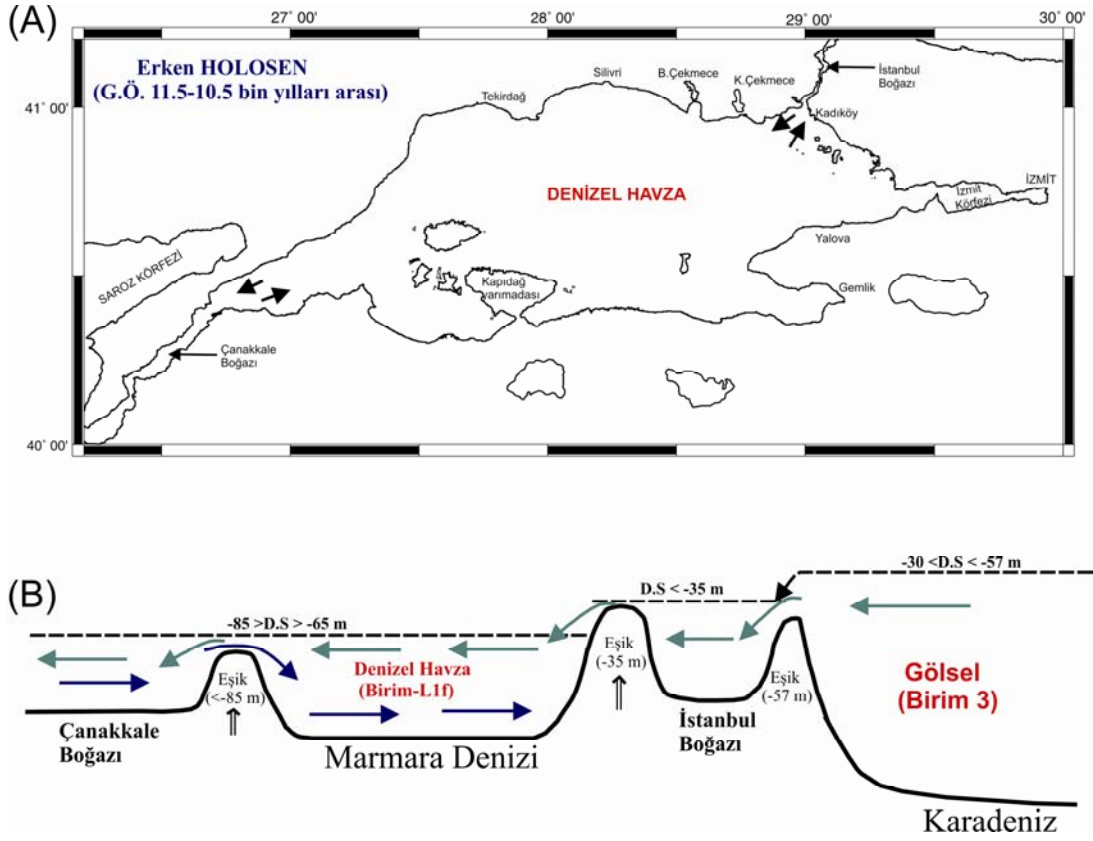 (A)
27° 00'
28° 00'
29° 00'
30° 00'
Erken HOLOSEN
(G.Ö. 11.5-10.5 bin yılları arası)
Silivri
B.Çekmece
K.Çekmece
İstanbul
Boğazı
41° 00'
Tekirdağ
Kadıköy
DENİZEL HAVZA
İZMİT
İzmit
Körfezi
Yalova
SAROZ KÖRFEZİ
Kapıdağ
yarımadası
Gemlik
Çanakkale
Boğazı
40° 00'
(B)
-30 <D.S < -57 m
D.S < -35 m
-85 >D.S > -65 m
Eşik
(<-85 m)
Denizel Havza
(Birim-L1f)
Eşik
(-35 m)
Eşik
(-57 m)
Gölsel
(Birim 3)
Çanakkale
Boğazı
Marmara Denizi
İstanbul
Boğazı
Karadeniz